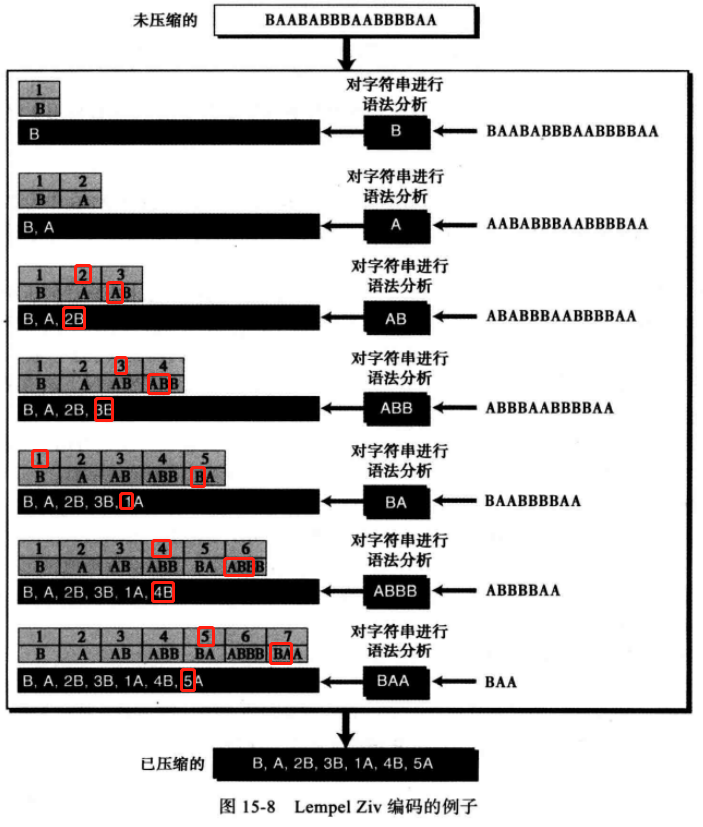 未压缩的 BAABABBBAABBBBAA
1 对字符串进行
B 语法分析
B B BAABABBBAABBBBAA
1 2 对字符串进行
B A 语法分析
B, A A AABABBBAABBBBAA
1 2 3 对字符串进行
B A AB 语法分析
B, A, 2B AB ABABBBAABBBBAA
1 2 3 4 对字符串进行
B A AB ABB 语法分析
B, A, 2B, 3B ABB ABBBAABBBBAA
1 2 3 4 5 对字符串进行
B A AB ABB BA 语法分析
B, A, 2B, 3B, 1A BA BAABBBBAA
1 2 3 4 5 6 对字符串进行
B A AB ABB BA ABBB 语法分析
B, A, 2B, 3B, 1A, 4B ABBB ABBBBAA
1 2 3 4 5 6 7 对字符串进行
B A AB ABB BA ABBB BAA 语法分析
B, A, 2B, 3B, 1A, 4B, 5A BAA BAA
已压缩的 B, A, 2B, 3B, 1A, 4B, 5A
图 15-8 Lempel Ziv 编码的例子